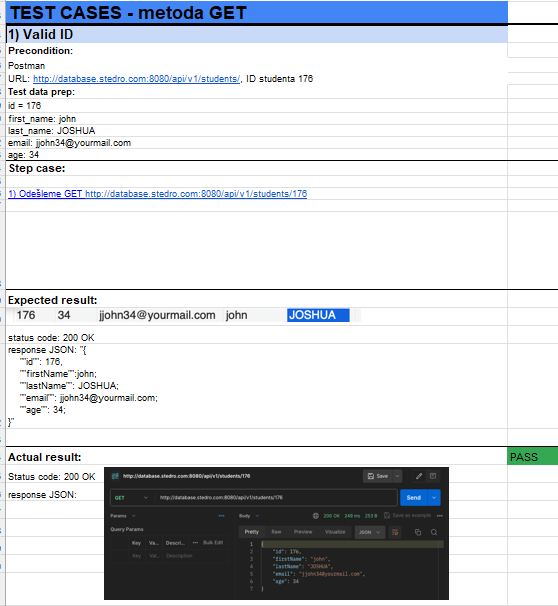 TEST CASES - metoda GET
1) Valid ID
Precondition:
Postman
URL: http://database.stedro.com:8080/api/v1/students/, ID studenta 176
Test data prep:
id = 176
first_name: john
last_name: JOSHUA
email: jjohn34@yourmail.com
age: 34
Step case:
1) Odešleme GET http://database.stedro.com:8080/api/v1/students/176
Expected result:
176 34 jjohn34@yourmail.com john JOSHUA
status code: 200 OK
response JSON: "{
""id"": 176,
""firstName"":john;
""lastName"": JOSHUA;
""email"": jjohn34@yourmail.com;
""age"": 34;
}"
Actual result: PASS
Status code: 200 OK
response JSON:
http://database.stedro.com:8080/api/v1/students/176 Save
GET http://database.stedro.com:8080/api/v1/students/176 Send
Params Body 200 OK 249 ms 253 B Save as example
Query Params Pretty Raw Preview Visualize JSON
Key Va... Descri... Bulk Edit
Key Val... Description
1 {
2 "id": 176,
3 "firstName": "john",
4 "lastName": "JOSHUA",
5 "email": "jjohn34@yourmail.com",
6 "age": 34
7 }